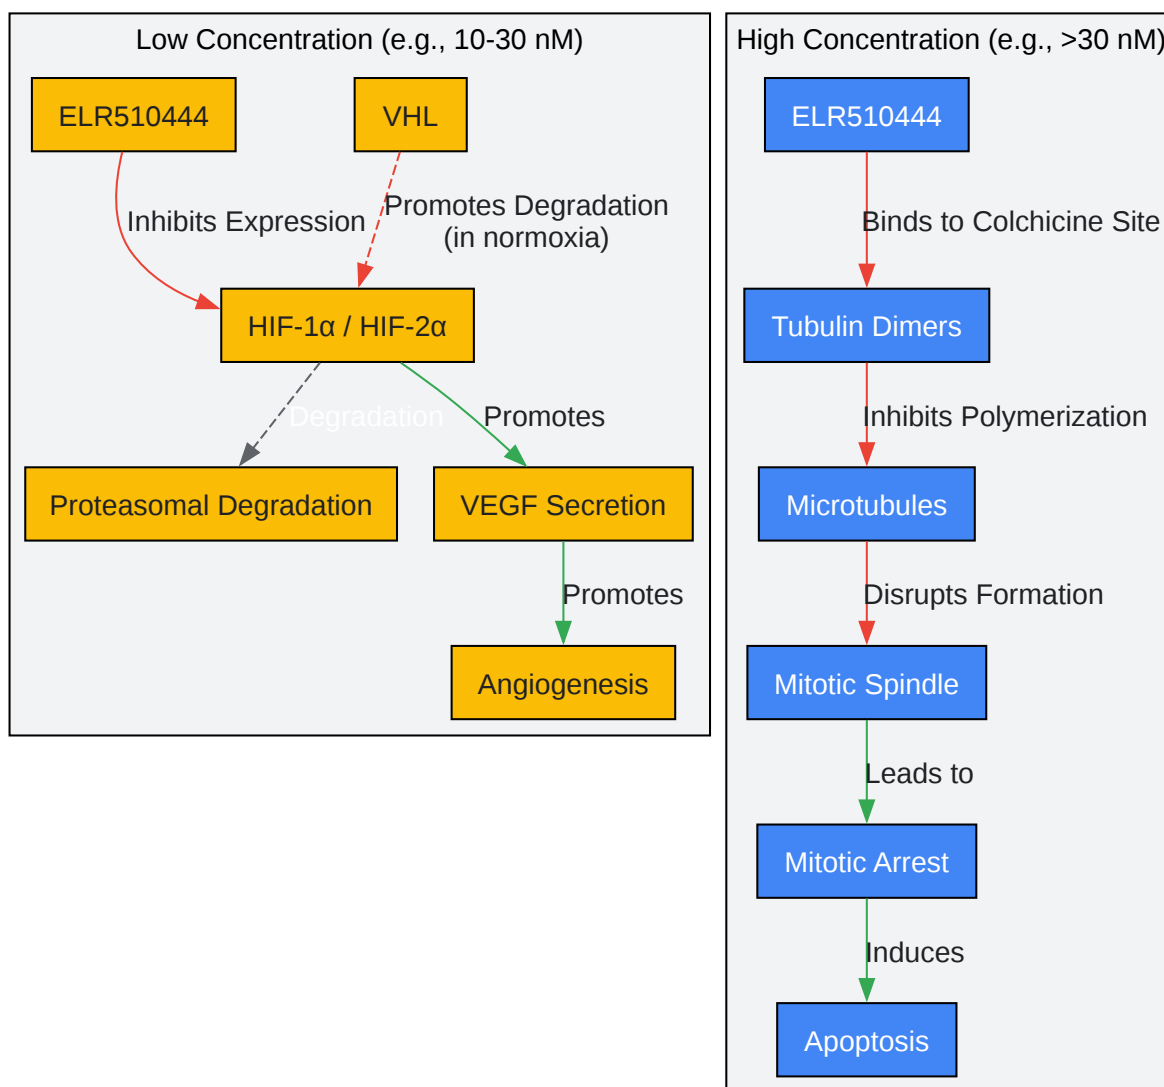 Low Concentration (e.g., 10-30 nM)
ELR510444
VHL
Inhibits Expression
Promotes Degradation
(in normoxia)
HIF-1α / HIF-2α
Degradation
Promotes
Proteasomal Degradation
VEGF Secretion
Promotes
Angiogenesis
High Concentration (e.g., >30 nM)
ELR510444
Binds to Colchicine Site
Tubulin Dimers
Inhibits Polymerization
Microtubules
Disrupts Formation
Mitotic Spindle
Leads to
Mitotic Arrest
Induces
Apoptosis